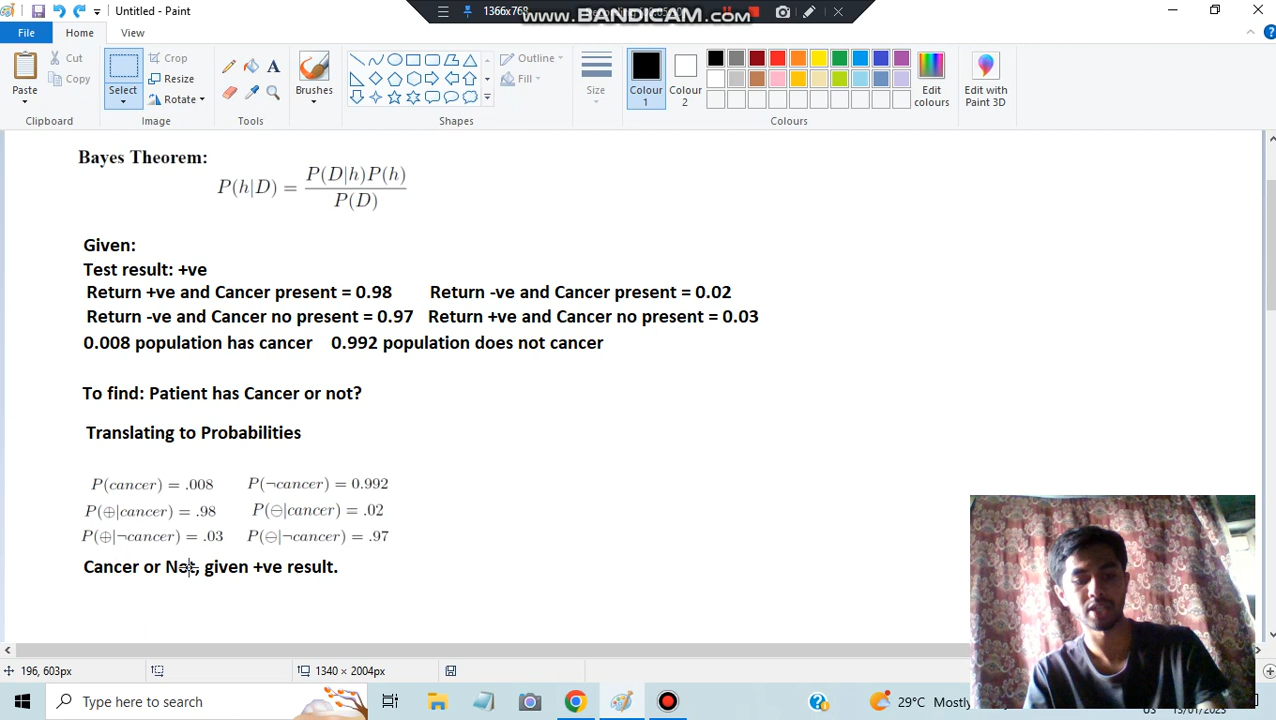 Untitled - Paint
1366x768
www.BANDICAM.com
File
Home
View
Paste
Cut
Copy
Clipboard
Select
Crop
Resize
Rotate
Image
Tools
Brushes
Shapes
Outline
Fill
Size
Colour 1
Colour 2
Edit colours
Edit with Paint 3D
Colours
Bayes Theorem:
P(h|D) = P(D|h)P(h) / P(D)
Given:
Test result: +ve
Return +ve and Cancer present = 0.98 Return -ve and Cancer present = 0.02
Return -ve and Cancer no present = 0.97 Return +ve and Cancer no present = 0.03
0.008 population has cancer 0.992 population does not cancer
To find: Patient has Cancer or not?
Translating to Probabilities
P(cancer) = .008 P(¬cancer) = 0.992
P(⊕|cancer) = .98 P(⊖|cancer) = .02
P(⊕|¬cancer) = .03 P(⊖|¬cancer) = .97
Cancer or Not, given +ve result.
196, 603px
1340 × 2004px
Type here to search
29°C Mostly
13/01/2023